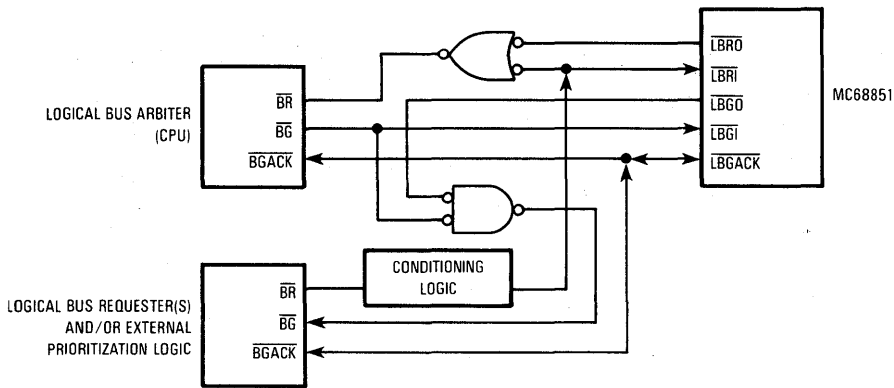 LOGICAL BUS ARBITER
(CPU)
BR
BG
BGACK
LBRO
LBRI
LBGO
LBGI
LBGACK
MC68851
LOGICAL BUS REQUESTER(S)
AND/OR EXTERNAL
PRIORITIZATION LOGIC
BR
BG
BGACK
CONDITIONING
LOGIC